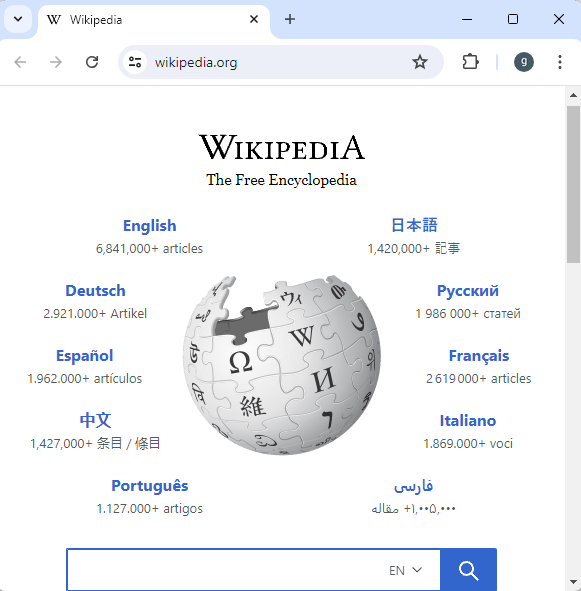 Wikipedia
wikipedia.org
g
WIKIPEDIA
The Free Encyclopedia
English
6,841,000+ articles
日本語
1,420,000+ 記事
Deutsch
2.921.000+ Artikel
Русский
1 986 000+ статей
Español
1.962.000+ artículos
Français
2 619 000+ articles
中文
1,427,000+ 条目 / 條目
Italiano
1.869.000+ voci
Português
1.127.000+ artigos
فارسی
۱٬۰۰۵٬۰۰۰+ مقاله
Ω
W
ウィ
И
維
EN